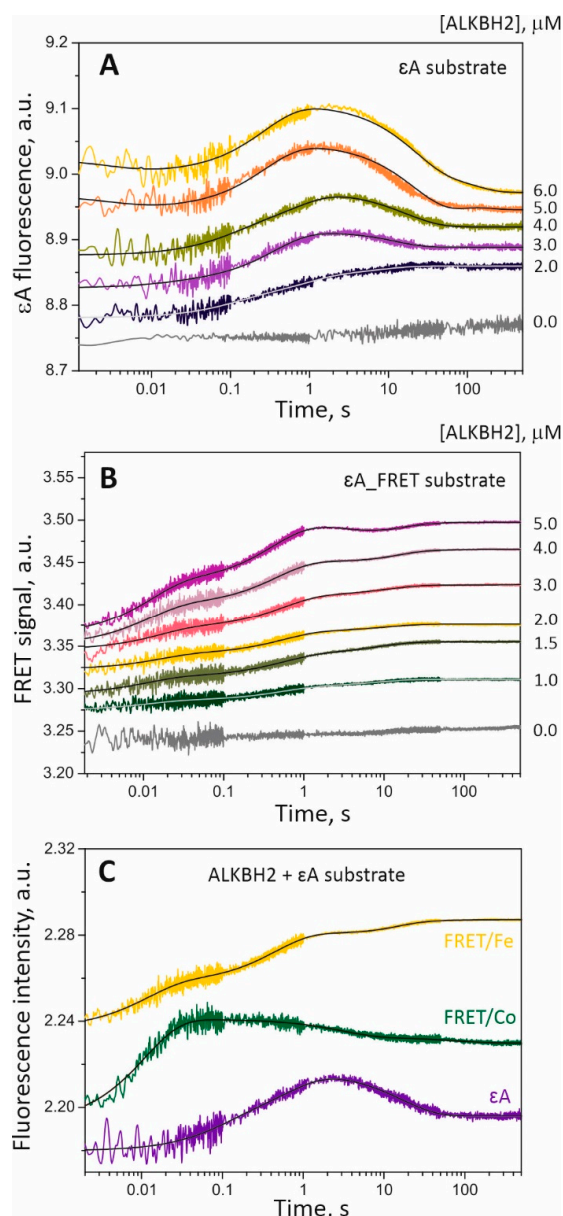 [ALKBH2], μM
A
εA substrate
εA fluorescence, a.u.
9.2
9.1
9.0
8.9
8.8
8.7
6.0
5.0
4.0
3.0
2.0
0.0
0.01 0.1 1 10 100
Time, s
[ALKBH2], μM
B
εA_FRET substrate
FRET signal, a.u.
3.55
3.50
3.45
3.40
3.35
3.30
3.25
3.20
5.0
4.0
3.0
2.0
1.5
1.0
0.0
0.01 0.1 1 10 100
Time, s
C
ALKBH2 + εA substrate
Fluorescence intensity, a.u.
2.32
2.28
2.24
2.20
FRET/Fe
FRET/Co
εA
0.01 0.1 1 10 100
Time, s